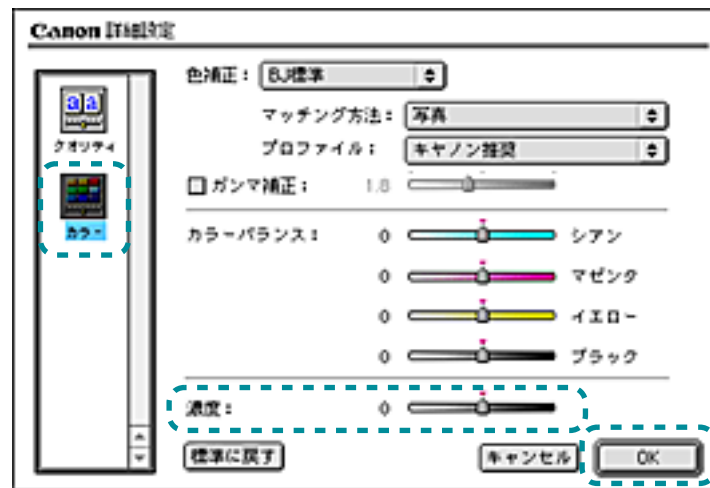 Canon 詳細設定
クオリティ
カラー
色補正： BJ標準
マッチング方法： 写真
プロファイル： キヤノン推奨
ガンマ補正： 1.8
カラーバランス： 0 シアン
0 マゼンタ
0 イエロー
0 ブラック
濃度： 0
標準に戻す キャンセル OK